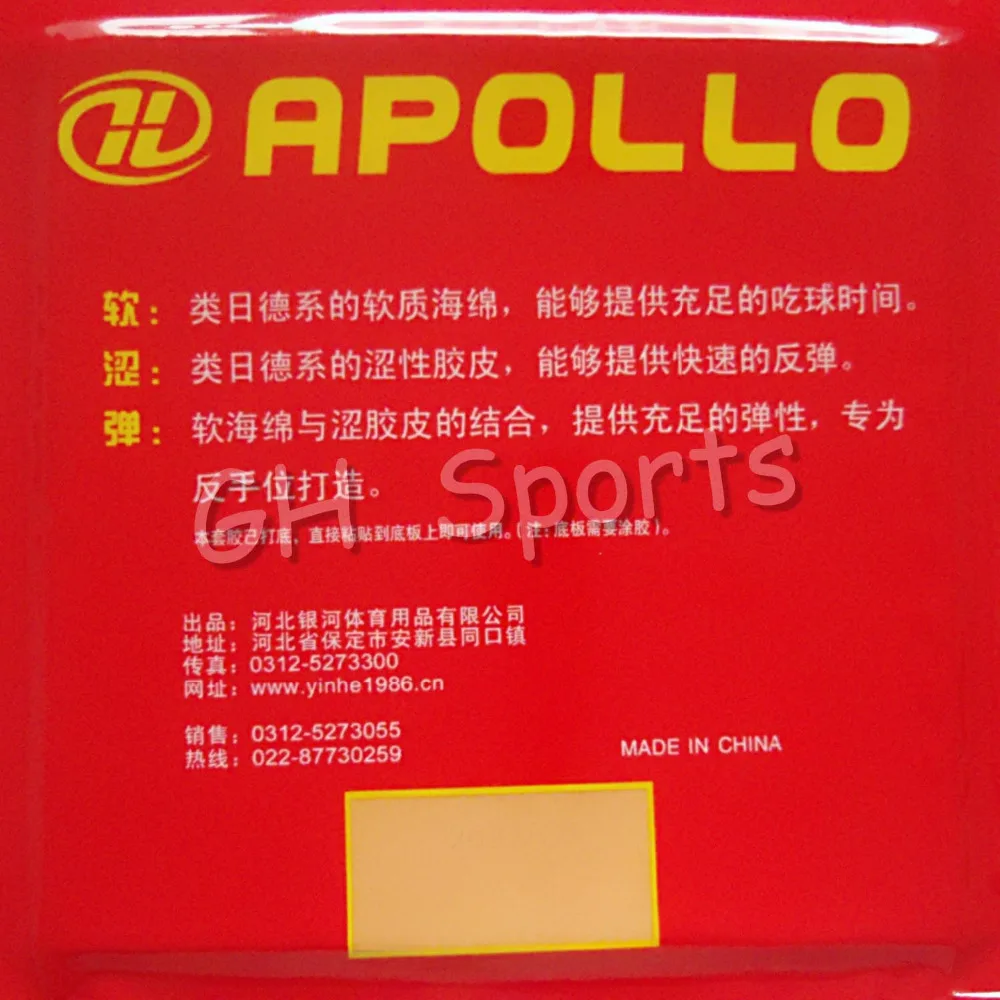 APOLLO
软：类日德系的软质海绵，能够提供充足的吃球时间。
涩：类日德系的涩性胶皮，能够提供快速的反弹。
弹：软海绵与涩胶皮的结合，提供充足的弹性，专为
反手位打造。
GH Sports
本套胶已打底，直接粘贴到底板上即可使用。（注：底板需要涂胶）。
出品：河北银河体育用品有限公司
地址：河北省保定市安新县同口镇
传真：0312-5273300
网址：www.yinhe1986.cn
销售：0312-5273055
热线：022-87730259
MADE IN CHINA